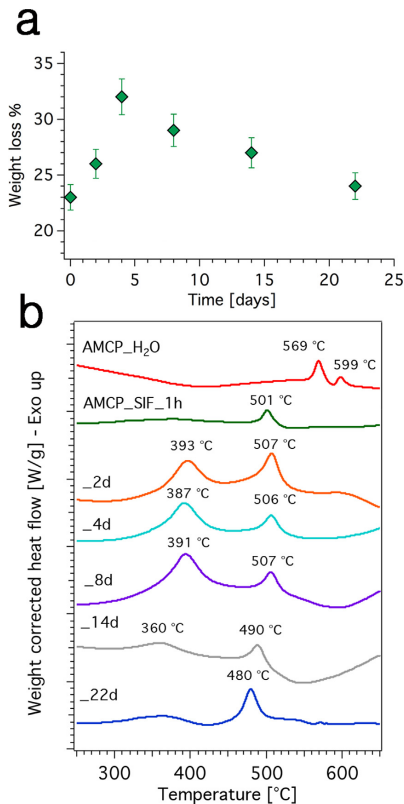 a
35
30
25
20
Weight loss %
0
5
10
15
20
25
Time [days]
b
AMCP_H₂O
569 °C
599 °C
AMCP_SIF_1h
501 °C
_2d
393 °C
507 °C
_4d
387 °C
506 °C
_8d
391 °C
507 °C
_14d
360 °C
490 °C
_22d
480 °C
Weight corrected heat flow [W/g] - Exo up
300
400
500
600
Temperature [°C]